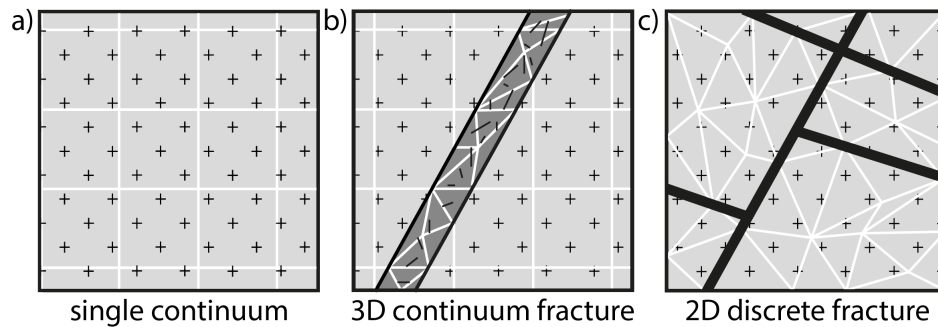 a)
b)
c)
single continuum
3D continuum fracture
2D discrete fracture